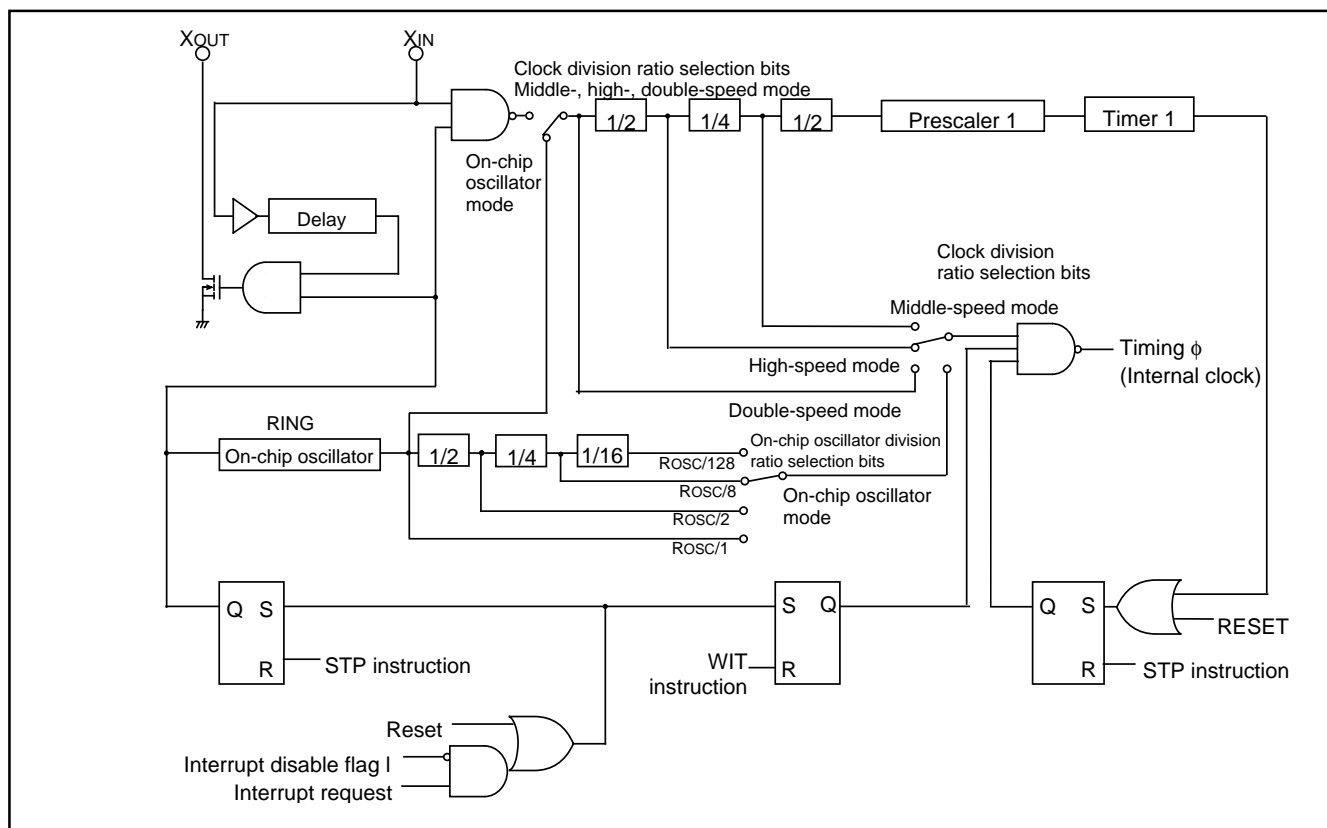 XOUT
XIN
Clock division ratio selection bits
Middle-, high-, double-speed mode
1/2
1/4
1/2
Prescaler 1
Timer 1
On-chip
oscillator
mode
Delay
Clock division
ratio selection bits
Middle-speed mode
High-speed mode
Timing ϕ
(Internal clock)
Double-speed mode
RING
On-chip oscillator
1/2
1/4
1/16
ROSC/128
On-chip oscillator division
ratio selection bits
ROSC/8
On-chip oscillator
mode
ROSC/2
ROSC/1
Q
S
R
STP instruction
S
Q
R
WIT
instruction
Q
S
R
RESET
STP instruction
Reset
Interrupt disable flag l
Interrupt request